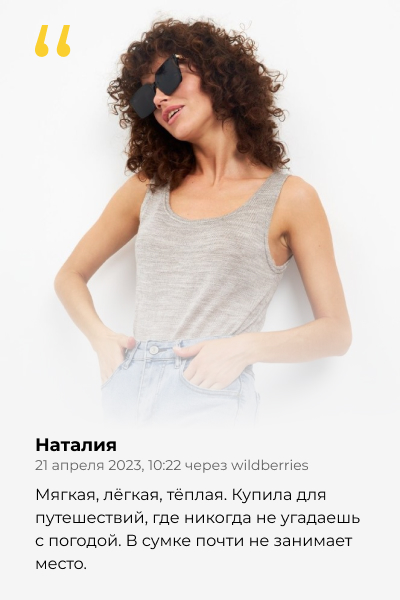 Наталия
21 апреля 2023, 10:22 через wildberries
Мягкая, лёгкая, тёплая. Купила для
путешествий, где никогда не угадаешь
с погодой. В сумке почти не занимает
место.